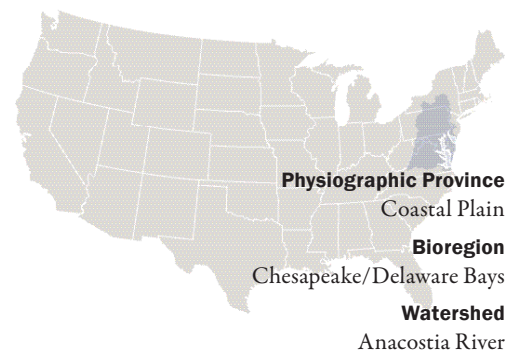 Physiographic Province
Coastal Plain
Bioregion
Chesapeake/Delaware Bays
Watershed
Anacostia River